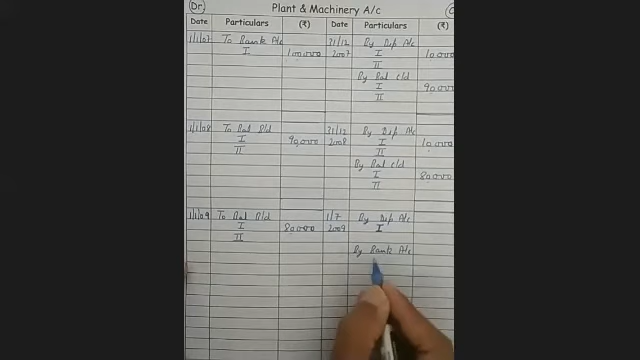 Dr. Plant & Machinery A/c
Date Particulars (₹) Date Particulars (₹)
1/1/07 To Bank A/c 31/12 By Dep A/c
I 1,00,000 2007 I 10,000
II
By Bal c/d
I 90,000
II
1/1/08 To Bal b/d 31/12 By Dep A/c
I 90,000 2008 I 10,000
II II
By Bal c/d
I 80,000
II
1/1/09 To Bal b/d 1/7 By Dep A/c
I 80,000 2009 I
II
By Bank A/c